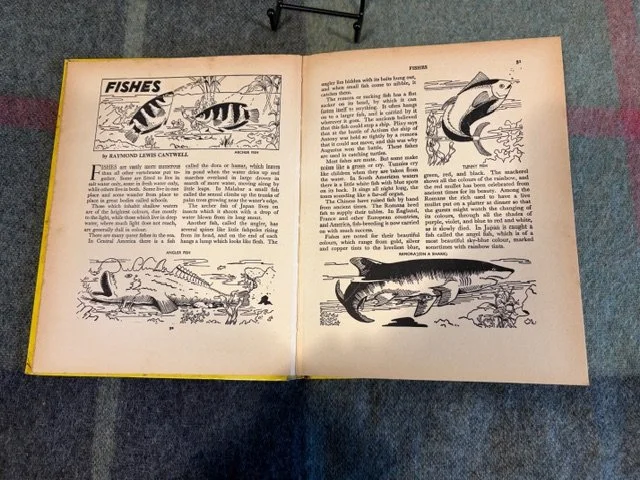 FISHES
ARCHER FISH
by RAYMOND LEWIS CANTWELL
FISHES are vastly more numerous
than all other vertebrates put to-
gether. Some are fitted to live in
salt water only, some in fresh water only,
while others live in both. Some live in one
place and some wander from place to
place in great bodies called schools.
Those which inhabit shallow waters
are of the brightest colours, due mostly
to the light, while those which live in deep
water, where much light does not reach,
are generally dull in colour.
There are many queer fishes in the sea.
In Central America there is a fish
called the dora or hamer, which leaves
its pond when the water dries up and
marches overland in large droves in
search of more water, moving along by
little leaps. In Malabar a small fish
called the anund climbs up the trunks of
palm trees growing near the water's edge.
The archer fish of Japan lives on
insects which it shoots with a drop of
water blown from its long snout.
Another fish, called the angler, has
several spines like little fishpoles rising
from its head, and on the end of each
hangs a lump which looks like flesh. The
ANGLER FISH
50
FISHES
51
angler lies hidden with its baits hung out,
and when small fish come to nibble, it
catches them.
The remora or sucking fish has a flat
sucker on its head, by which it can
fasten itself to anything. It often hangs
on to a larger fish, and is carried by it
wherever it goes. The ancients believed
that this fish could stop a ship. Pliny says
that at the battle of Actium the ship of
Antony was held so tightly by a remora
that it could not move, and this was why
Augustus won the battle. These fishes
are used in catching turtles.
Most fishes are mute. But some make
noises like a grunt or cry. Tunnies cry
like children when they are taken from
the water. In South American waters
there is a little white fish with blue spots
on its back. It sings all night long, the
tones sounding like a far-off organ.
The Chinese have raised fish by hand
from ancient times. The Romans bred
fish to supply their tables. In England,
France and other European countries,
and America, fish-breeding is now carried
on with much success.
Fishes are noted for their beautiful
colours, which range from gold, silver
and copper tints to the loveliest blue,
TUNNY FISH
green, red, and black. The mackerel
shows all the colours of the rainbow, and
the red mullet has been celebrated from
ancient times for its beauty. Among the
Romans the rich used to have a live
mullet put on a platter at dinner so that
the guests might watch the changing of
its colours, through all the shades of
purple, violet, and blue to red and white,
as it slowly died. In Japan is caught a
fish called the angel fish, which is of a
most beautiful sky-blue colour, marked
sometimes with rainbow tints.
REMORA (ON A SHARK)